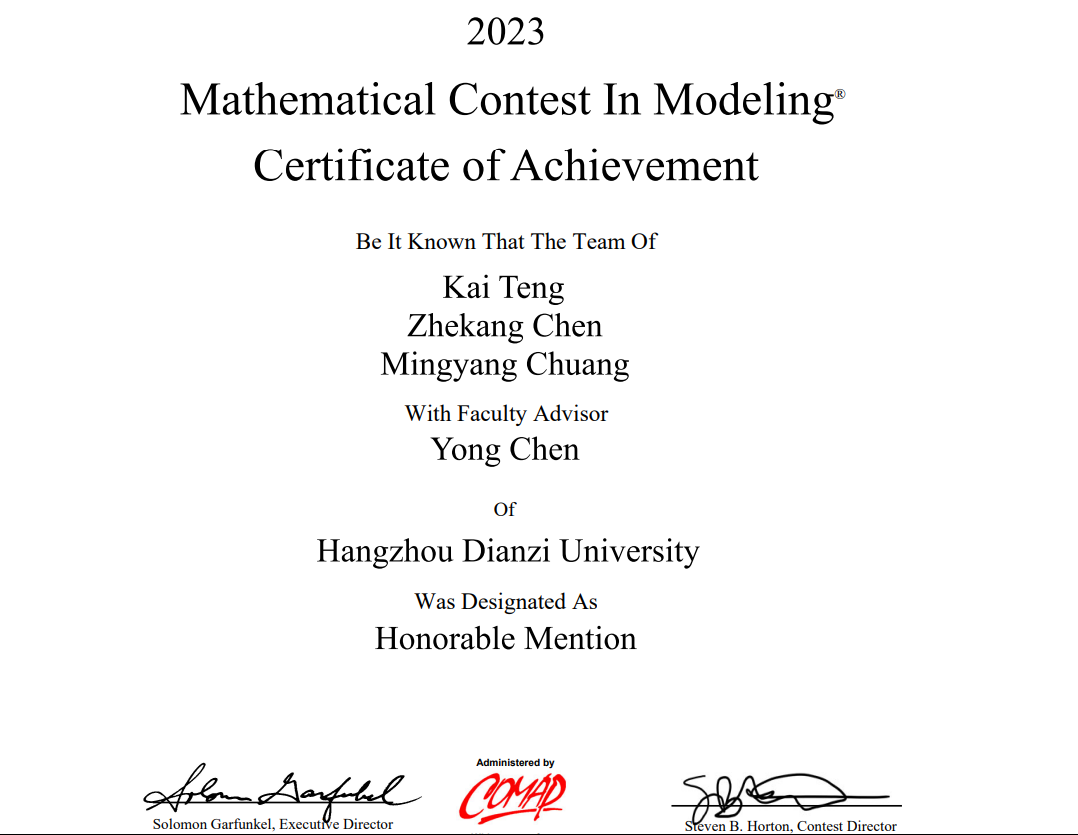 2023
Mathematical Contest In Modeling®
Certificate of Achievement
Be It Known That The Team Of
Kai Teng
Zhekang Chen
Mingyang Chuang
With Faculty Advisor
Yong Chen
Of
Hangzhou Dianzi University
Was Designated As
Honorable Mention
Administered by
COMAP
Solomon Garfunkel
Solomon Garfunkel, Executive Director
Steven B. Horton, Contest Director